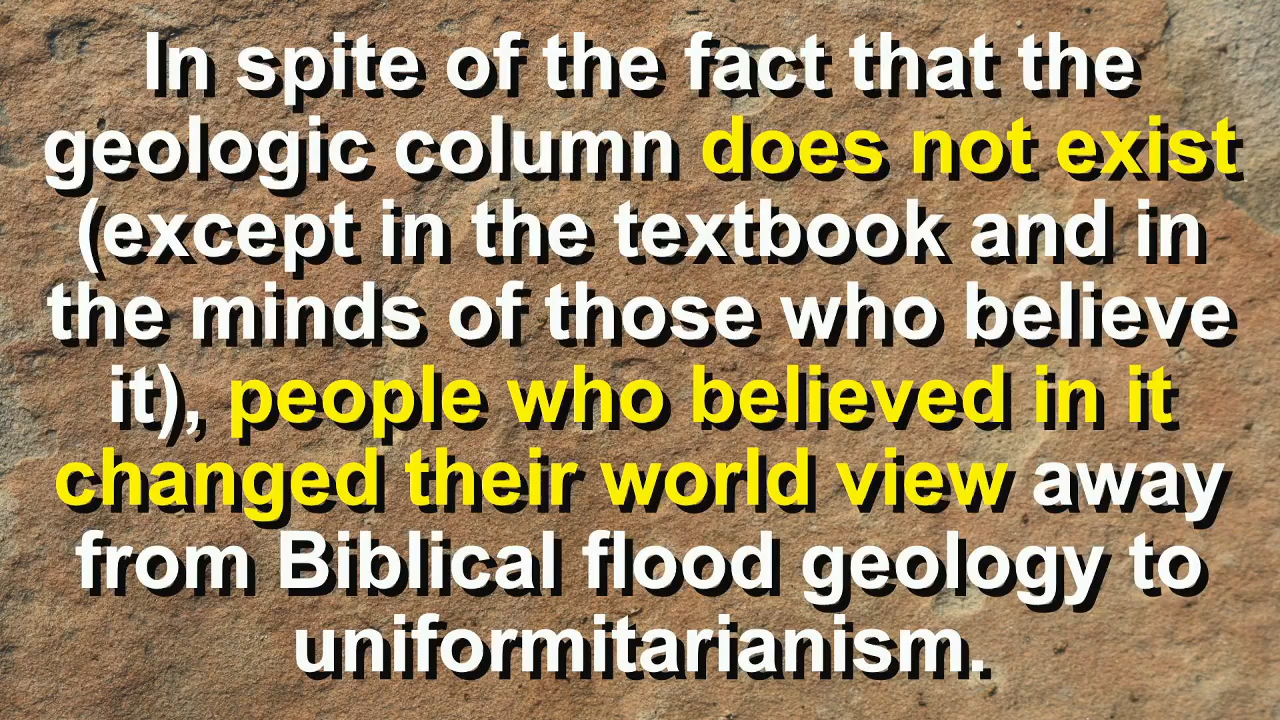 In spite of the fact that the
geologic column does not exist
(except in the textbook and in
the minds of those who believe
it), people who believed in it
changed their world view away
from Biblical flood geology to
uniformitarianism.